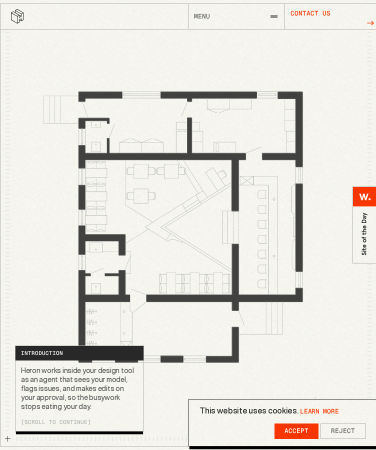 MENU
CONTACT US
→
W.
Site of the Day
INTRODUCTION
Heron works inside your design tool
as an agent that sees your model,
flags issues, and makes edits on
your approval, so the busywork
stops eating your day.
[SCROLL TO CONTINUE]
This website uses cookies. LEARN MORE
ACCEPT
REJECT